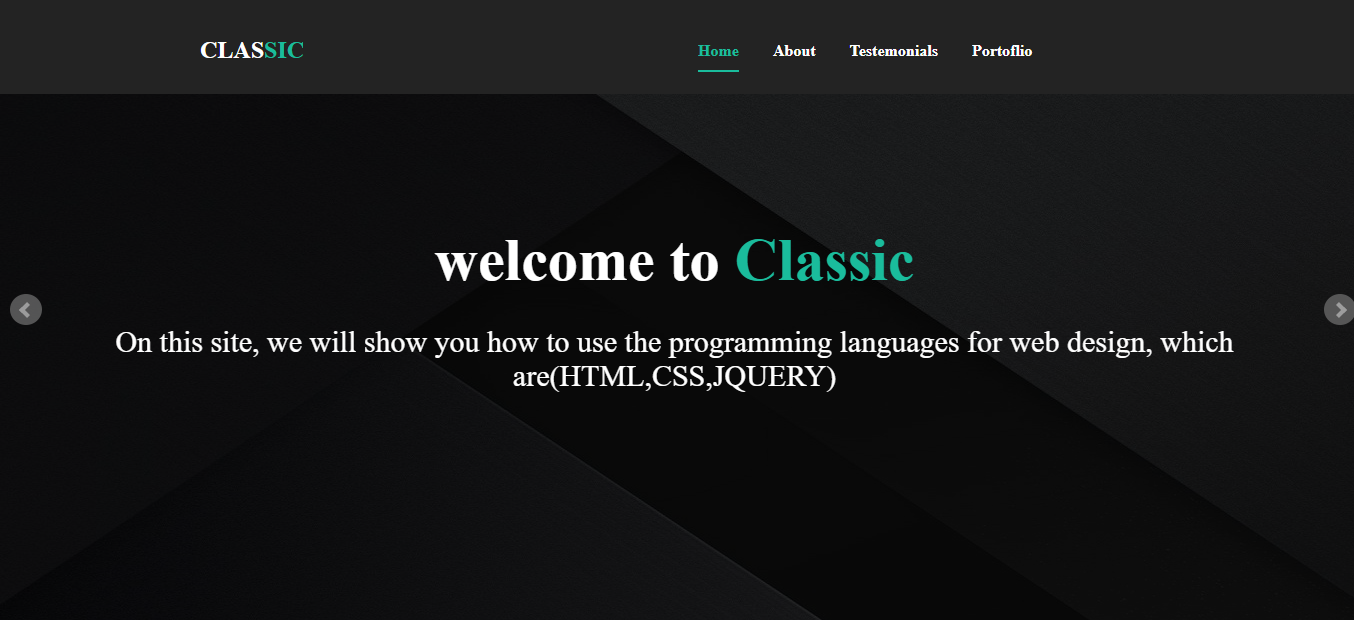 CLASSIC
Home About Testemonials Portoflio
welcome to Classic
On this site, we will show you how to use the programming languages for web design, which
are(HTML,CSS,JQUERY)